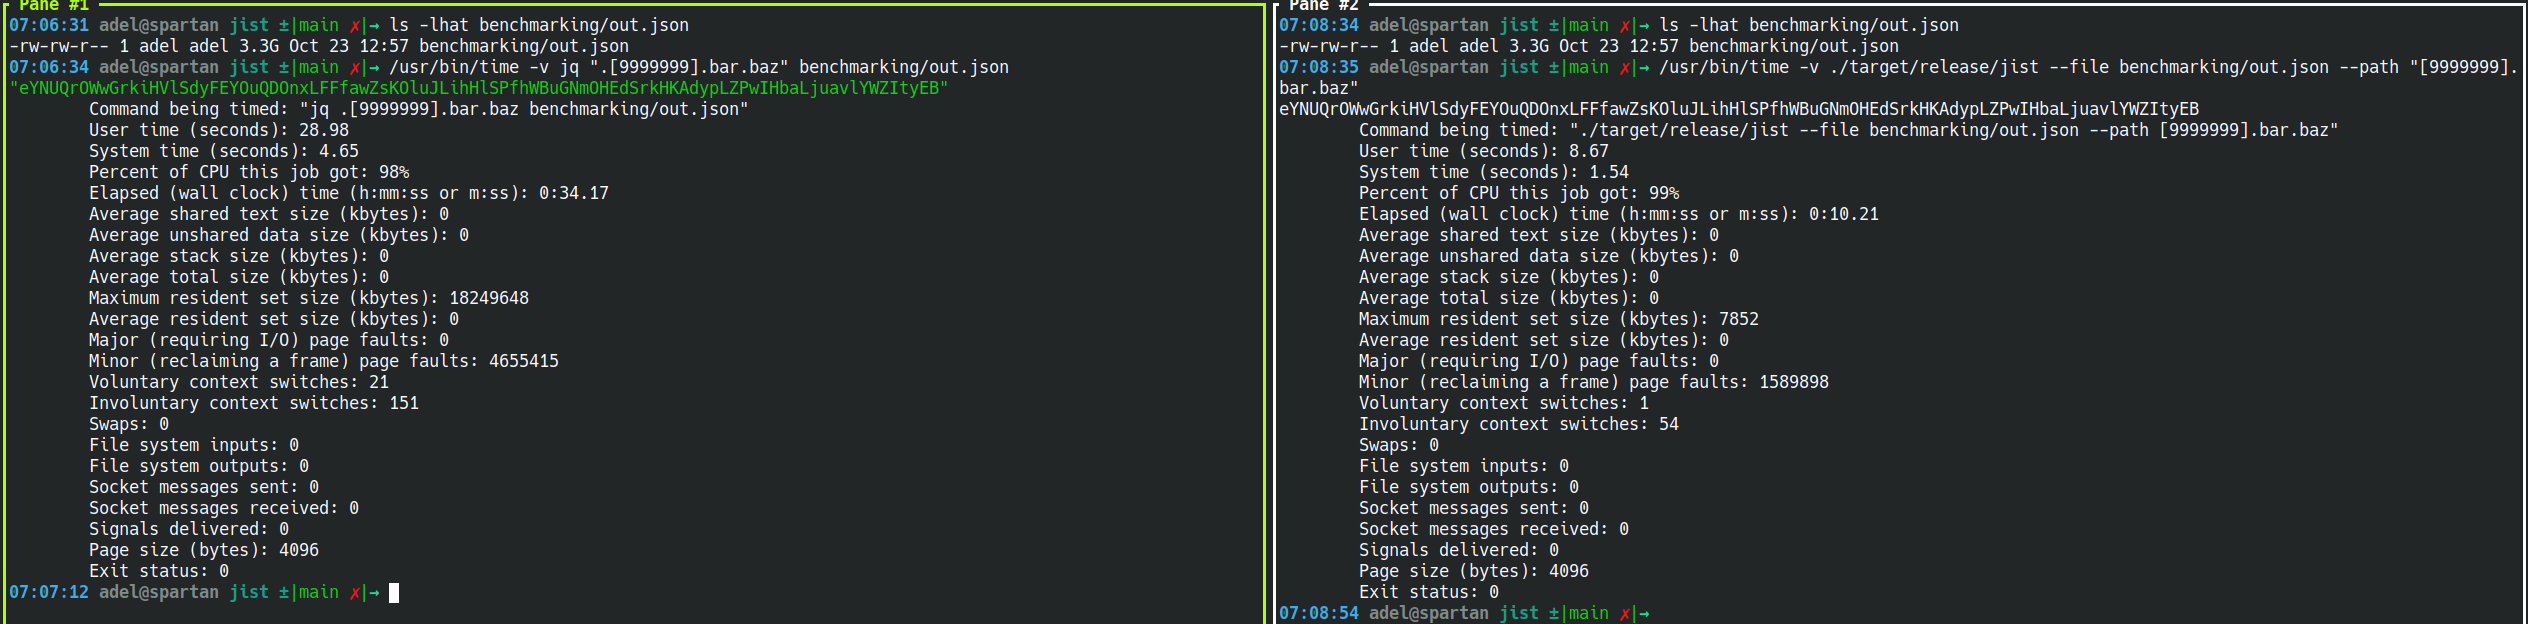 Pane #1
07:06:31 adel@spartan jist ±|main ✗|→ ls -lhat benchmarking/out.json
-rw-rw-r-- 1 adel adel 3.3G Oct 23 12:57 benchmarking/out.json
07:06:34 adel@spartan jist ±|main ✗|→ /usr/bin/time -v jq ".[9999999].bar.baz" benchmarking/out.json
"eYNUQrOWwGrkiHVlSdyFEYOuQDOnxLFFfawZsKOluJLihHlSPfhWBuGNmOHEdSrkHKAdypLZPwIHbaLjuavlYWZItyEB"
Command being timed: "jq .[9999999].bar.baz benchmarking/out.json"
User time (seconds): 28.98
System time (seconds): 4.65
Percent of CPU this job got: 98%
Elapsed (wall clock) time (h:mm:ss or m:ss): 0:34.17
Average shared text size (kbytes): 0
Average unshared data size (kbytes): 0
Average stack size (kbytes): 0
Average total size (kbytes): 0
Maximum resident set size (kbytes): 18249648
Average resident set size (kbytes): 0
Major (requiring I/O) page faults: 0
Minor (reclaiming a frame) page faults: 4655415
Voluntary context switches: 21
Involuntary context switches: 151
Swaps: 0
File system inputs: 0
File system outputs: 0
Socket messages sent: 0
Socket messages received: 0
Signals delivered: 0
Page size (bytes): 4096
Exit status: 0
07:07:12 adel@spartan jist ±|main ✗|→
Pane #2
07:08:34 adel@spartan jist ±|main ✗|→ ls -lhat benchmarking/out.json
-rw-rw-r-- 1 adel adel 3.3G Oct 23 12:57 benchmarking/out.json
07:08:35 adel@spartan jist ±|main ✗|→ /usr/bin/time -v ./target/release/jist --file benchmarking/out.json --path "[9999999].
bar.baz"
eYNUQrOWwGrkiHVlSdyFEYOuQDOnxLFFfawZsKOluJLihHlSPfhWBuGNmOHEdSrkHKAdypLZPwIHbaLjuavlYWZItyEB
Command being timed: "./target/release/jist --file benchmarking/out.json --path [9999999].bar.baz"
User time (seconds): 8.67
System time (seconds): 1.54
Percent of CPU this job got: 99%
Elapsed (wall clock) time (h:mm:ss or m:ss): 0:10.21
Average shared text size (kbytes): 0
Average unshared data size (kbytes): 0
Average stack size (kbytes): 0
Average total size (kbytes): 0
Maximum resident set size (kbytes): 7852
Average resident set size (kbytes): 0
Major (requiring I/O) page faults: 0
Minor (reclaiming a frame) page faults: 1589898
Voluntary context switches: 1
Involuntary context switches: 54
Swaps: 0
File system inputs: 0
File system outputs: 0
Socket messages sent: 0
Socket messages received: 0
Signals delivered: 0
Page size (bytes): 4096
Exit status: 0
07:08:54 adel@spartan jist ±|main ✗|→